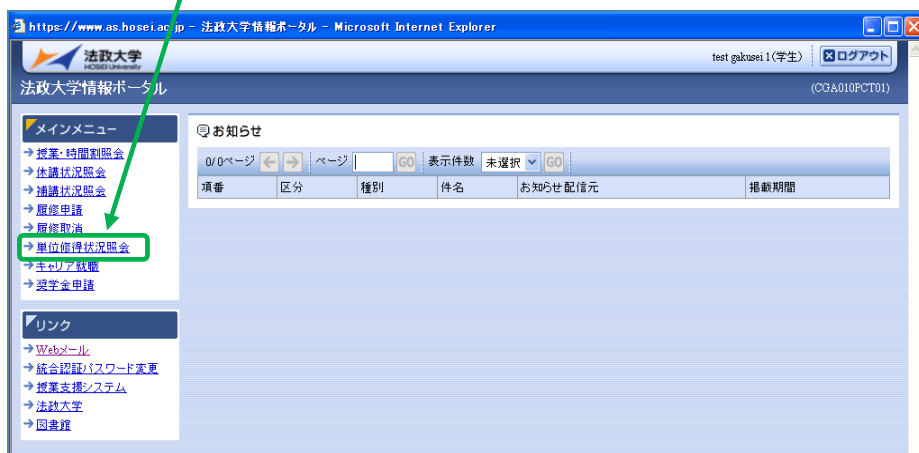 https://www.as.hosei.ac.jp - 法政大学情報ポータル - Microsoft Internet Explorer
法政大学
HOSEI University
test gakusei 1(学生)
ログアウト
法政大学情報ポータル
(CGA010PCT01)
メインメニュー
授業・時間割照会
休講状況照会
補講状況照会
履修申請
履修取消
単位修得状況照会
キャリア就職
奨学金申請
リンク
Webメール
統合認証パスワード変更
授業支援システム
法政大学
図書館
お知らせ
0/0ページ ページ GO 表示件数 未選択 GO
項番 区分 種別 件名 お知らせ配信元 掲載期間